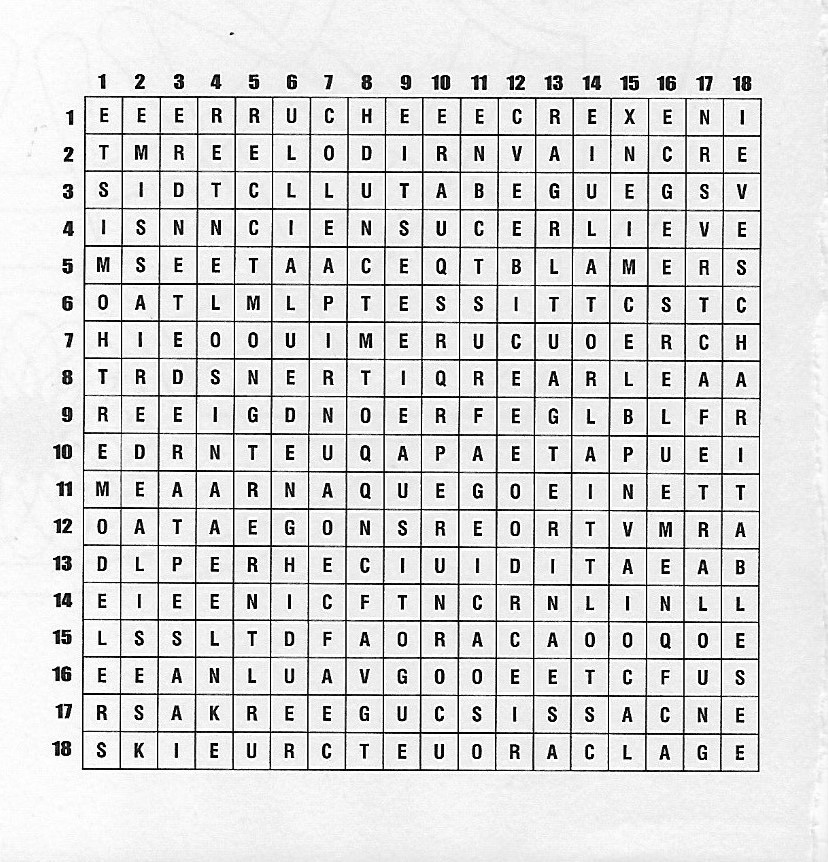 1 2 3 4 5 6 7 8 9 10 11 12 13 14 15 16 17 18
1 E E E R R U C H E E E C R E X E N I
2 T M R E E L O D I R N V A I N C R E
3 S I D T C L L U T A B E G U E G S V
4 I S N N C I E N S U C E R L I E V E
5 M S E E T A A C E Q T B L A M E R S
6 O A T L M L P T E S S I T T C S T C
7 H I E O O U I M E R U C U O E R C H
8 T R D S N E R T I Q R E A R L E A A
9 R E E I G D N O E R F E G L B L F R
10 E D R N T E U Q A P A E T A P U E I
11 M E A A R N A Q U E G O E I N E T T
12 O A T A E G O N S R E O R T V M R A
13 D L P E R H E C I U I D I T A E A B
14 E I E E N I C F T N C R N L I N L L
15 L S S L T D F A O R A C A O O Q O E
16 E E A N L U A V G O O E E T C F U S
17 R S A K R E E G U C S I S S A C N E
18 S K I E U R C T E U O R A C L A G E